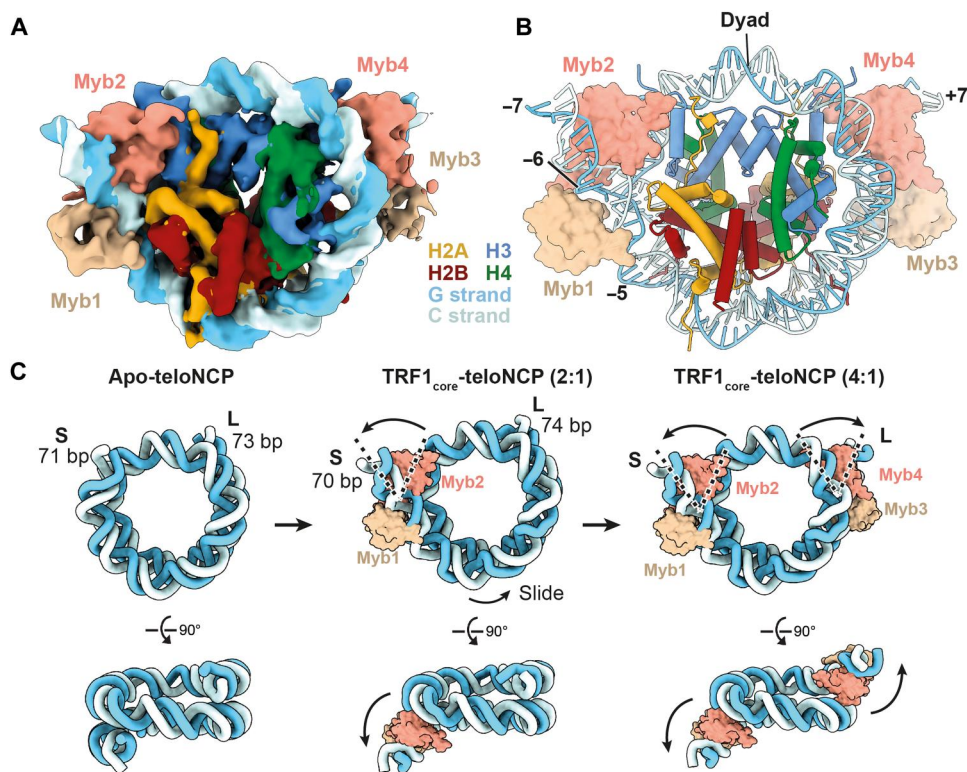 A
Myb2
Myb4
Myb3
Myb1
H2A H3
H2B H4
G strand
C strand
B
Dyad
Myb2
Myb4
–7
+7
–6
Myb1
–5
Myb3
C
Apo-teloNCP
S
71 bp
L
73 bp
90°
TRF1core-teloNCP (2:1)
L
74 bp
S
70 bp
Myb2
Myb1
Slide
90°
TRF1core-teloNCP (4:1)
L
S
Myb2
Myb4
Myb3
Myb1
90°